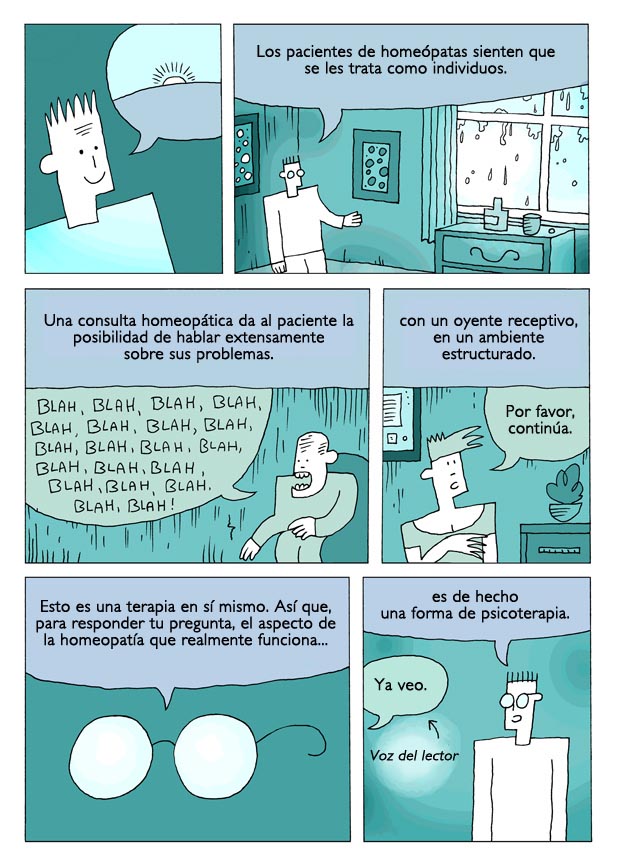 Los pacientes de homeópatas sienten que
se les trata como individuos.
Una consulta homeopática da al paciente la
posibilidad de hablar extensamente
sobre sus problemas.
BLAH, BLAH, BLAH, BLAH,
BLAH, BLAH, BLAH, BLAH,
BLAH, BLAH, BLAH, BLAH,
BLAH, BLAH, BLAH,
BLAH, BLAH, BLAH.
BLAH, BLAH!
con un oyente receptivo,
en un ambiente
estructurado.
Por favor,
continúa.
Esto es una terapia en sí mismo. Así que,
para responder tu pregunta, el aspecto de
la homeopatía que realmente funciona...
es de hecho
una forma de psicoterapia.
Ya veo.
Voz del lector